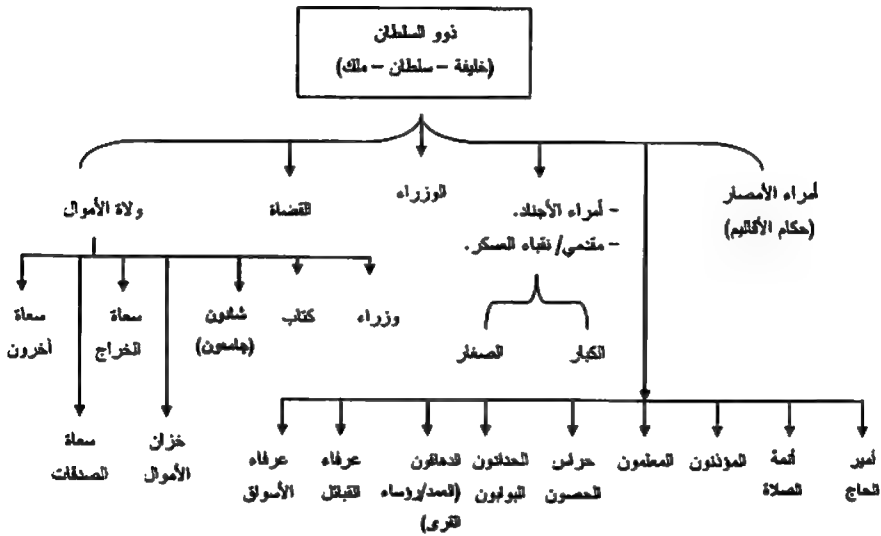 ذوو السلطان
(خليفة – سلطان – ملك)
أمراء الأمصار
(حكام الأقاليم)
– أمراء الأجناد.
– مقدمي/ نقباء العسكر.
الوزراء
القضاة
ولاة الأموال
الكبار
الصغار
وزراء
كتاب
شادون
(جامعون)
سعاة
الخراج
سعاة
أخرون
خزان
الأموال
سعاة
الصدقات
أمير
الحاج
أئمة
الصلاة
المؤذنون
المعلمون
حراس
الحصون
الحدادون
البوابون
الدهاقون
(العمد/رؤساء
القرى)
عرفاء
القبائل
عرفاء
الأسواق